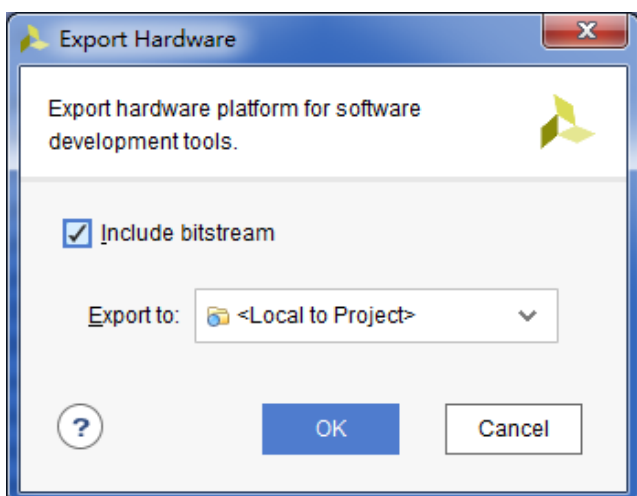 Export Hardware
X
Export hardware platform for software
development tools.
Include bitstream
Export to: <Local to Project>
?
OK
Cancel